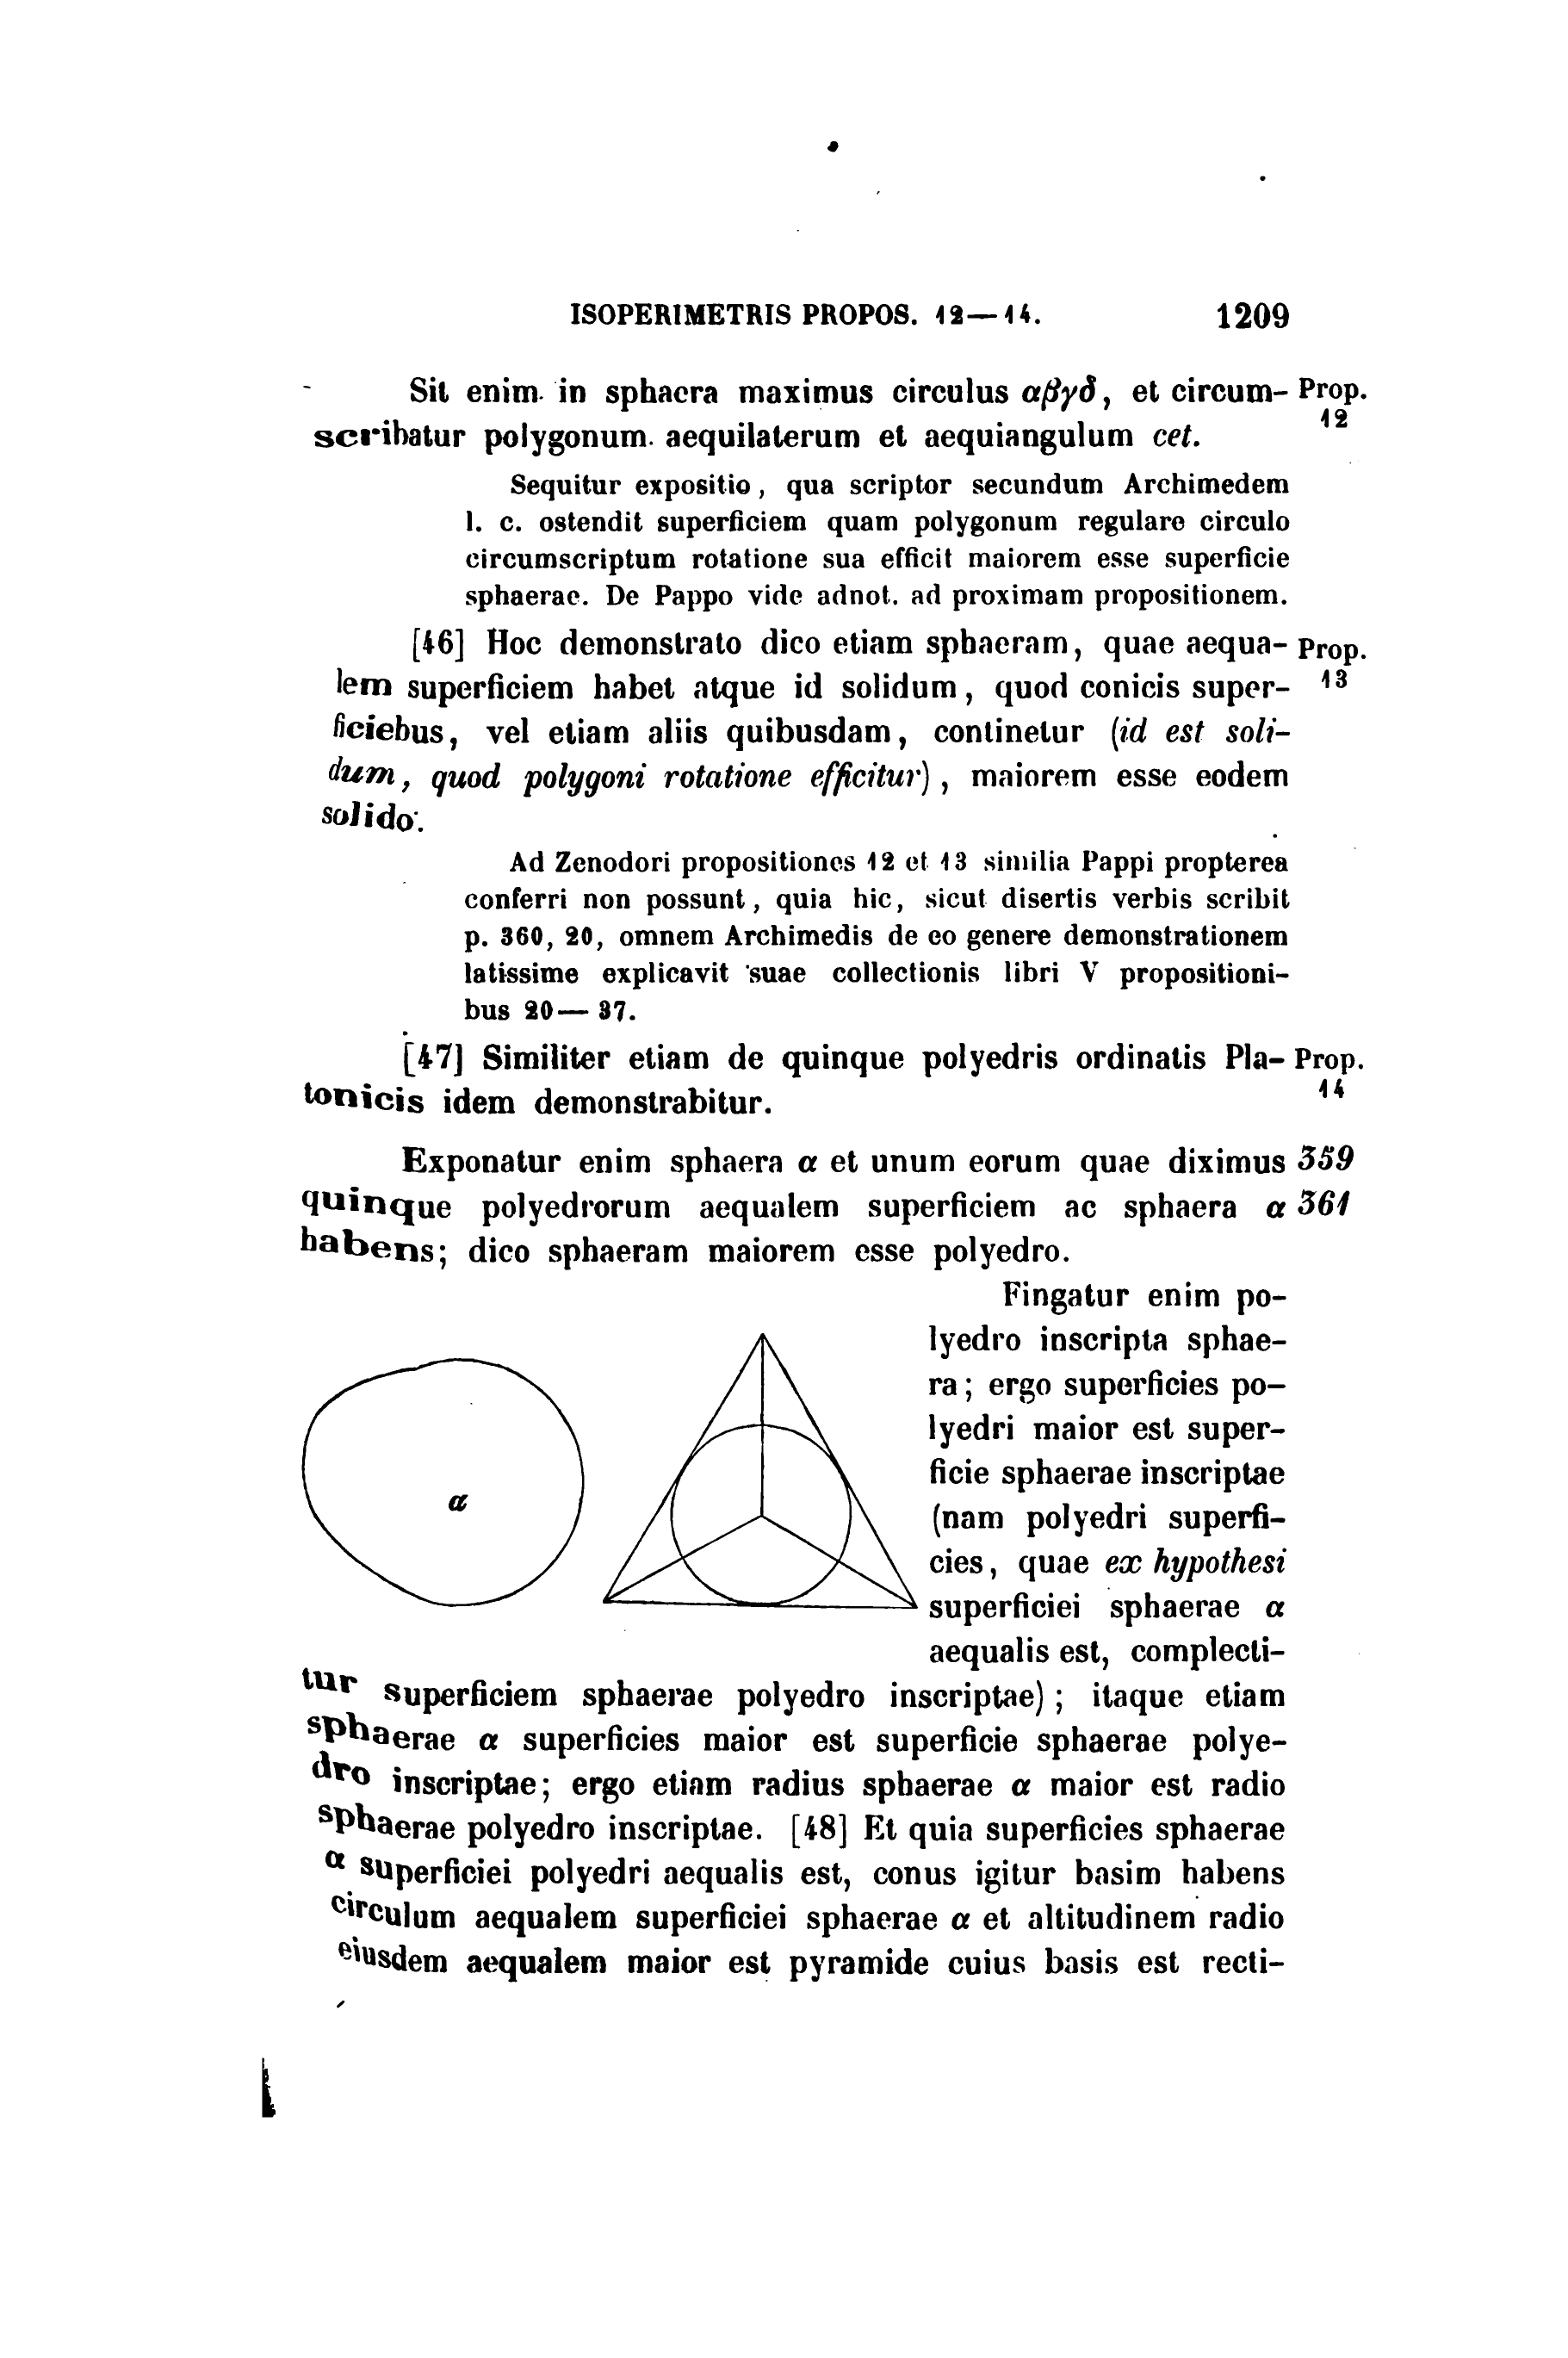 ISOPERIMETRIS PROPOS. 12—14. 1209
Sit enim in sphaera maximus circulus αβγδ, et circum- Prop. 12
scribatur polygonum aequilaterum et aequiangulum cet.
Sequitur expositio, qua scriptor secundum Archimedem
l. c. ostendit superficiem quam polygonum regulare circulo
circumscriptum rotatione sua efficit maiorem esse superficie
sphaerae. De Pappo vide adnot. ad proximam propositionem.
[46] Hoc demonstrato dico etiam sphaeram, quae aequa- Prop. 13
lem superficiem habet atque id solidum, quod conicis super-
ficiebus, vel etiam aliis quibusdam, continetur (id est soli-
dum, quod polygoni rotatione efficitur), maiorem esse eodem
solido.
Ad Zenodori propositiones 12 et 13 similia Pappi propterea
conferri non possunt, quia hic, sicut disertis verbis scribit
p. 360, 20, omnem Archimedis de eo genere demonstrationem
latissime explicavit suae collectionis libri V propositioni-
bus 20—37.
[47] Similiter etiam de quinque polyedris ordinatis Pla- Prop. 14
tonicis idem demonstrabitur.
Exponatur enim sphaera α et unum eorum quae diximus 359
quinque polyedrorum aequalem superficiem ac sphaera α 361
habens; dico sphaeram maiorem esse polyedro.
Fingatur enim po-
lyedro inscripta sphae-
ra; ergo superficies po-
lyedri maior est super-
ficie sphaerae inscriptae
(nam polyedri superfi-
cies, quae ex hypothesi
superficiei sphaerae α
aequalis est, complecti-
α
tur superficiem sphaerae polyedro inscriptae); itaque etiam
sphaerae α superficies maior est superficie sphaerae polye-
dro inscriptae; ergo etiam radius sphaerae α maior est radio
sphaerae polyedro inscriptae. [48] Et quia superficies sphaerae
α superficiei polyedri aequalis est, conus igitur basim habens
circulum aequalem superficiei sphaerae α et altitudinem radio
eiusdem aequalem maior est pyramide cuius basis est recti-